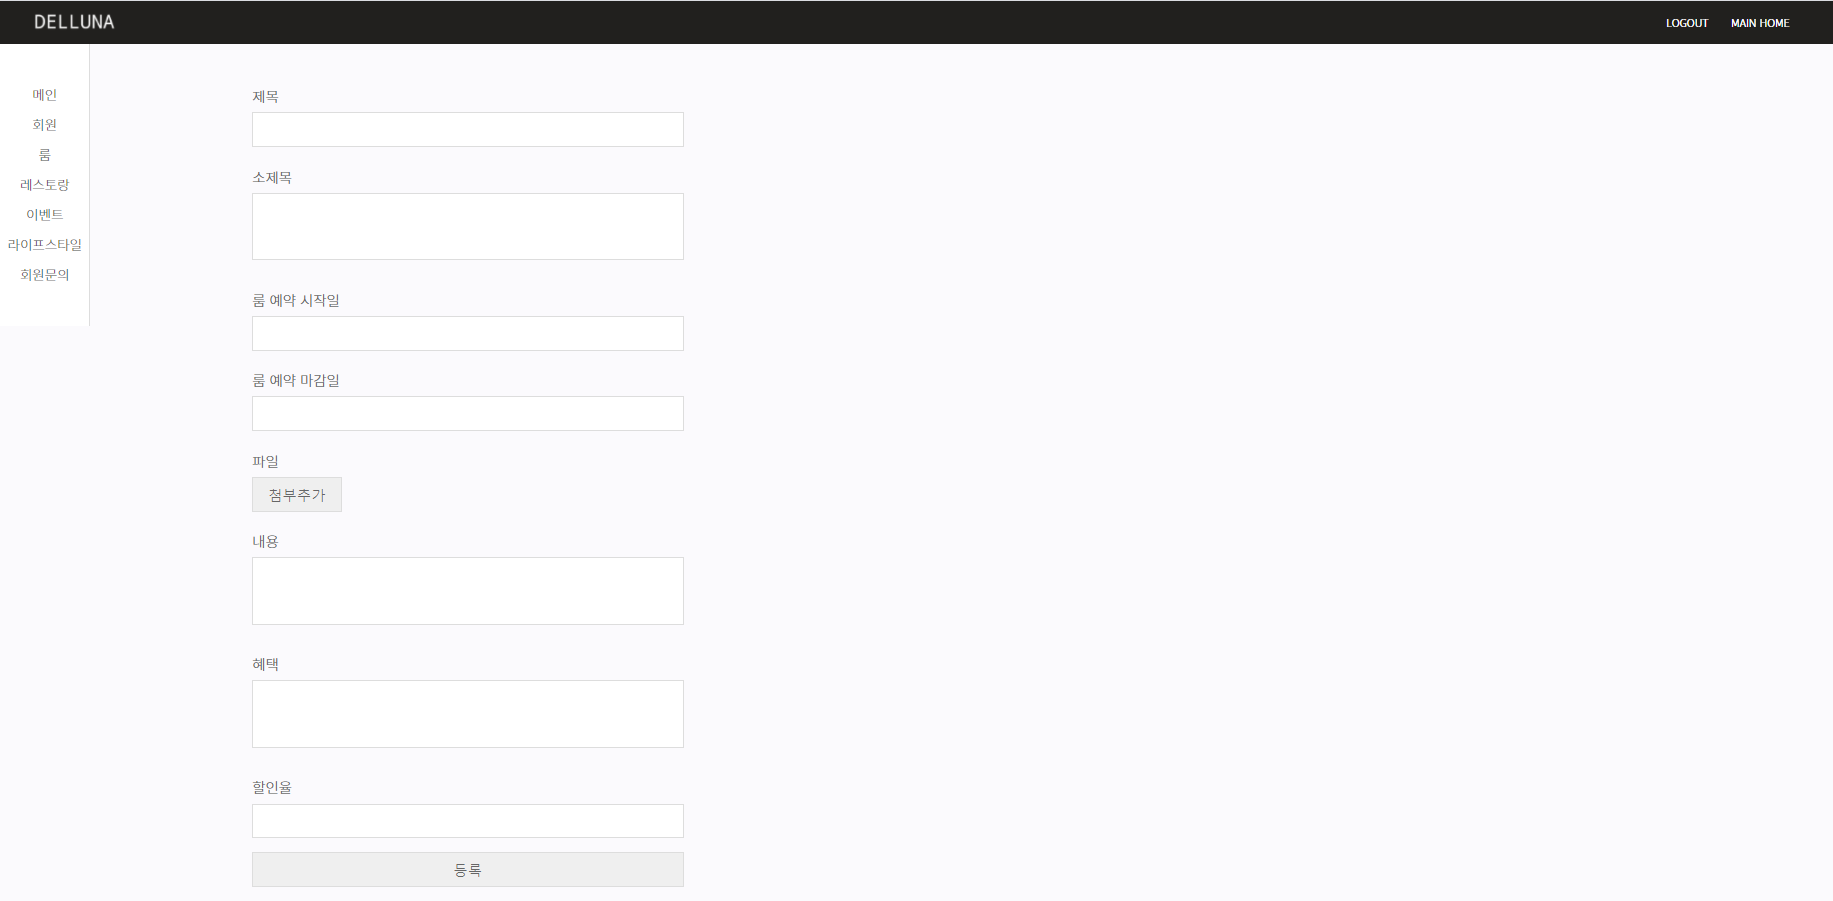 DELLUNA
LOGOUT MAIN HOME
메인
회원
룸
레스토랑
이벤트
라이프스타일
회원문의
제목
소제목
룸 예약 시작일
룸 예약 마감일
파일
첨부추가
내용
혜택
할인율
등록